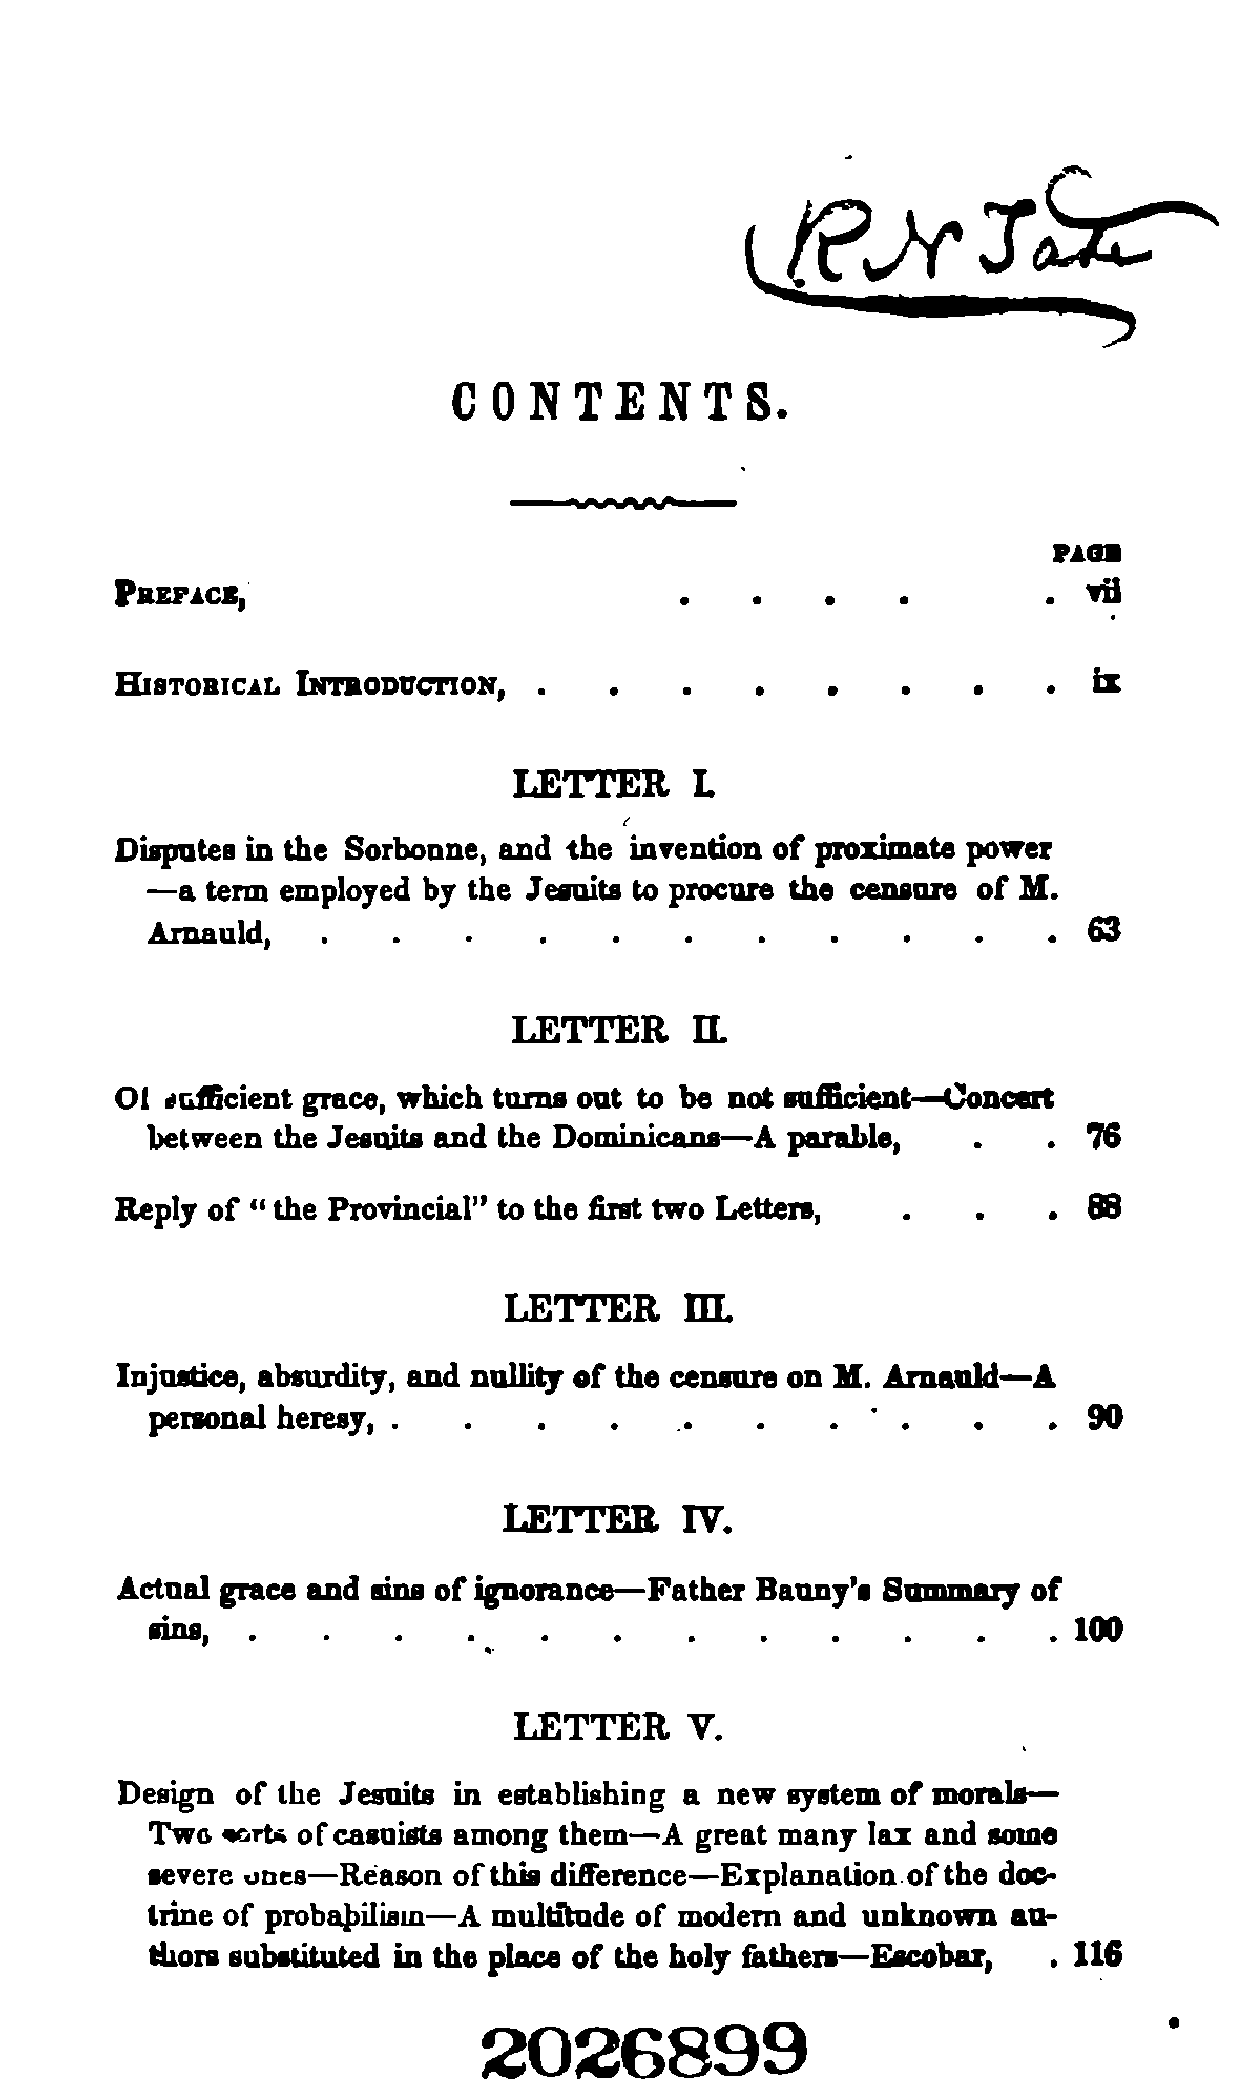 R N Tate
CONTENTS.
PAGE
PREFACE, . . . . . vii
HISTORICAL INTRODUCTION, . . . . . . . . ix
LETTER I.
Disputes in the Sorbonne, and the invention of proximate power
—a term employed by the Jesuits to procure the censure of M.
Arnauld, . . . . . . . . . . . 63
LETTER II.
Of sufficient grace, which turns out to be not sufficient—Concert
between the Jesuits and the Dominicans—A parable, . . 76
Reply of "the Provincial" to the first two Letters, . . . 88
LETTER III.
Injustice, absurdity, and nullity of the censure on M. Arnauld—A
personal heresy, . . . . . . . . . . 90
LETTER IV.
Actual grace and sins of ignorance—Father Bauny's Summary of
sins, . . . . . . . . . . . . 100
LETTER V.
Design of the Jesuits in establishing a new system of morals—
Two sorts of casuists among them—A great many lax and some
severe ones—Reason of this difference—Explanation of the doc-
trine of probabilism—A multitude of modern and unknown au-
thors substituted in the place of the holy fathers—Escobar, . 116
2026899